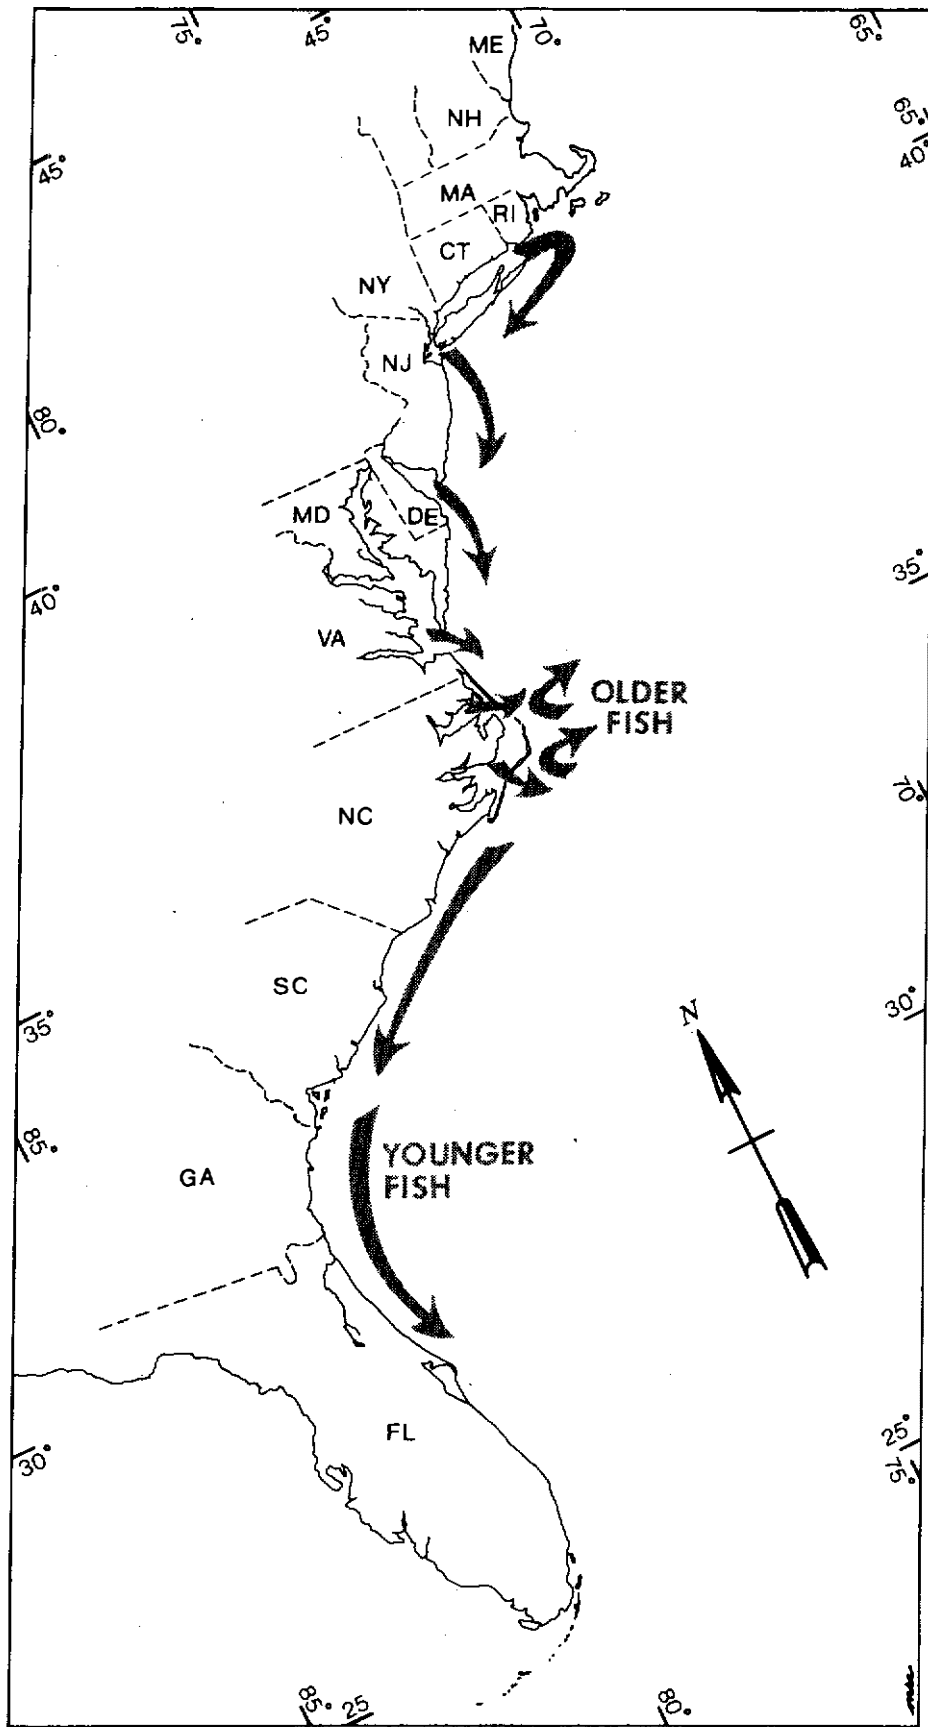 75°
45°
70°
65°
ME
NH
65°
40°
45°
MA
RI
CT
NY
NJ
80°
MD
DE
35°
40°
VA
OLDER
FISH
70°
NC
SC
30°
N
35°
85°
YOUNGER
FISH
GA
FL
25°
75°
30°
85°
25
80°